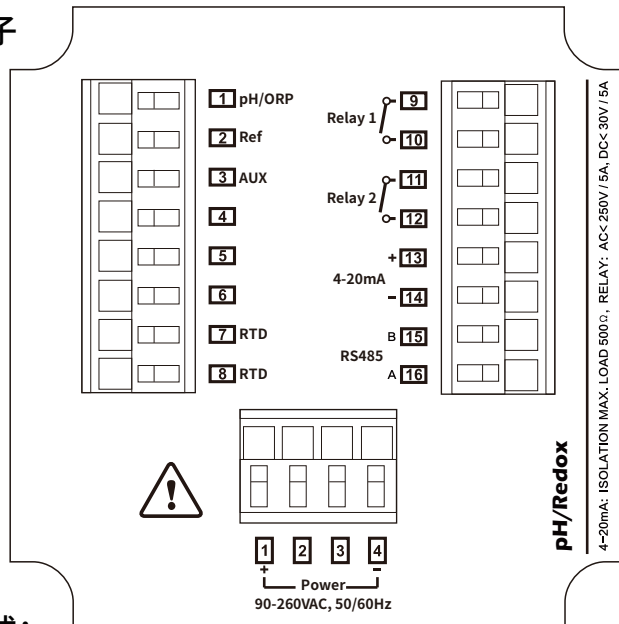 子
1 pH/ORP
2 Ref
3 AUX
4
5
6
7 RTD
8 RTD
Relay 1
9
10
Relay 2
11
12
+ 13
4-20mA
- 14
B 15
RS485
A 16
1 2 3 4
+ -
Power
90-260VAC, 50/60Hz
pH/Redox
4-20mA: ISOLATION MAX. LOAD 500Ω, RELAY: AC< 250V / 5A, DC< 30V / 5A